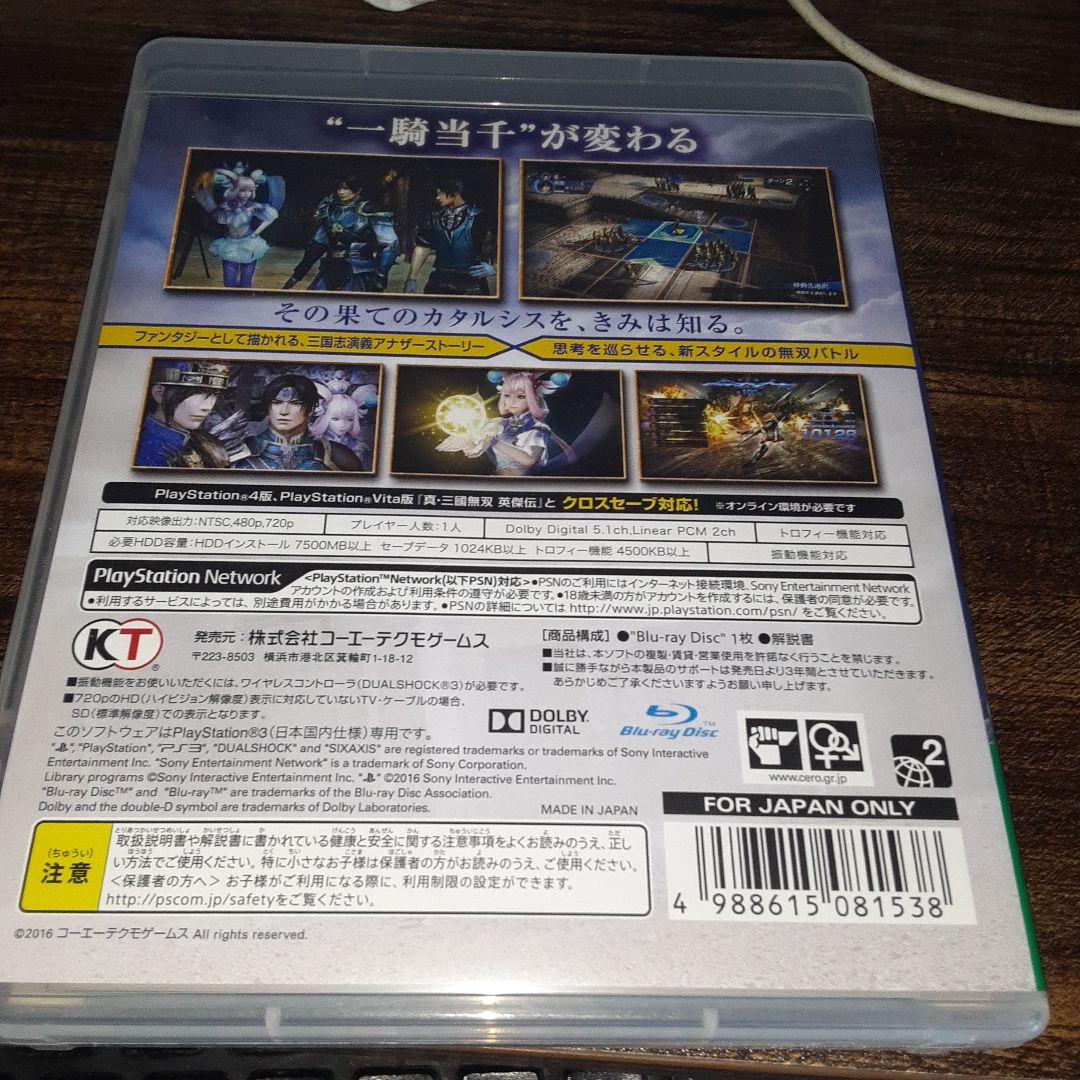 “一騎当千”が変わる
ターン2
移動先選択
その果てのカタルシスを、きみは知る。
ファンタジーとして描かれる、三国志演義アナザーストーリー
思考を巡らせる、新スタイルの無双バトル
10128
PlayStation®4版、PlayStation®Vita版『真・三國無双 英傑伝』と クロスセーブ対応! ※オンライン環境が必要です
対応映像出力:NTSC,480p,720p
プレイヤー人数:1人
Dolby Digital 5.1ch,Linear PCM 2ch
トロフィー機能対応
必要HDD容量:HDDインストール 7500MB以上 セーブデータ 1024KB以上 トロフィー機能 4500KB以上
振動機能対応
PlayStation Network
<PlayStation™Network(以下PSN)対応>●PSNのご利用にはインターネット接続環境、Sony Entertainment Network
アカウントの作成および利用条件の遵守が必要です。●18歳未満の方がアカウントを作成するには、保護者の同意が必要です。
●利用するサービスによっては、別途費用がかかる場合があります。●PSNの詳細については http://www.jp.playstation.com/psn/ をご覧ください。
KT®
発売元:株式会社コーエーテクモゲームス
〒223-8503 横浜市港北区箕輪町1-18-12
[商品構成] ●"Blu-ray Disc" 1枚 ●解説書
■当社は、本ソフトの複製・賃貸・営業使用を許諾なく行うことを禁じます。
■誠に勝手ながら本製品のサポートは発売日より3年間とさせていただきます。
あらかじめご了承くださいますようお願い申し上げます。
■振動機能をお使いいただくには、ワイヤレスコントローラ(DUALSHOCK®3)が必要です。
■720pのHD(ハイビジョン解像度)表示に対応していないTV・ケーブルの場合、
SD(標準解像度)での表示となります。
このソフトウェアはPlayStation®3(日本国内仕様)専用です。
DOLBY
DIGITAL
Blu-ray Disc™
www.cero.gr.jp
2
"", "PlayStation", "PS3", "DUALSHOCK" and "SIXAXIS" are registered trademarks or trademarks of Sony Interactive
Entertainment Inc. "Sony Entertainment Network" is a trademark of Sony Corporation.
Library programs ©Sony Interactive Entertainment Inc. "" ©2016 Sony Interactive Entertainment Inc.
"Blu-ray Disc™" and "Blu-ray™" are trademarks of the Blu-ray Disc Association.
Dolby and the double-D symbol are trademarks of Dolby Laboratories.
MADE IN JAPAN
FOR JAPAN ONLY
(ちゅうい)
注意
取扱説明書や解説書に書かれている健康と安全に関する注意事項をよくお読みのうえ、正し
い方法でご使用ください。特に小さなお子様は保護者の方がお読みのうえ、ご使用ください。
<保護者の方へ> お子様がご利用になる際に、利用制限の設定ができます。
http://pscom.jp/safetyをご覧ください。
4 988615 081538
©2016 コーエーテクモゲームス All rights reserved.